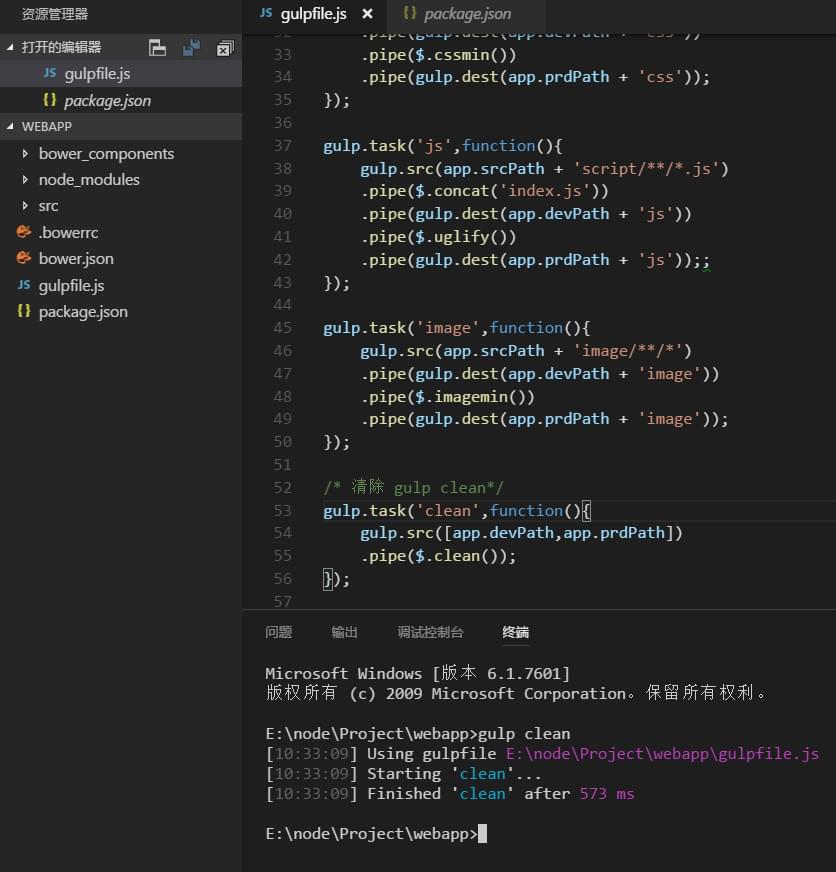 资源管理器
打开的编辑器
JS gulpfile.js
{} package.json
WEBAPP
bower_components
node_modules
src
.bowerrc
bower.json
JS gulpfile.js
{} package.json
JS gulpfile.js ×
{} package.json
32 .pipe(gulp.dest(app.devPath + 'css'))
33 .pipe($.cssmin())
34 .pipe(gulp.dest(app.prdPath + 'css'));
35 });
36
37 gulp.task('js',function(){
38 gulp.src(app.srcPath + 'script/**/*.js')
39 .pipe($.concat('index.js'))
40 .pipe(gulp.dest(app.devPath + 'js'))
41 .pipe($.uglify())
42 .pipe(gulp.dest(app.prdPath + 'js'));;
43 });
44
45 gulp.task('image',function(){
46 gulp.src(app.srcPath + 'image/**/*')
47 .pipe(gulp.dest(app.devPath + 'image'))
48 .pipe($.imagemin())
49 .pipe(gulp.dest(app.prdPath + 'image'));
50 });
51
52 /* 清除 gulp clean*/
53 gulp.task('clean',function(){
54 gulp.src([app.devPath,app.prdPath])
55 .pipe($.clean());
56 });
57
问题 输出 调试控制台 终端
Microsoft Windows [版本 6.1.7601]
版权所有 (c) 2009 Microsoft Corporation。保留所有权利。
E:\node\Project\webapp>gulp clean
[10:33:09] Using gulpfile E:\node\Project\webapp\gulpfile.js
[10:33:09] Starting 'clean'...
[10:33:09] Finished 'clean' after 573 ms
E:\node\Project\webapp>